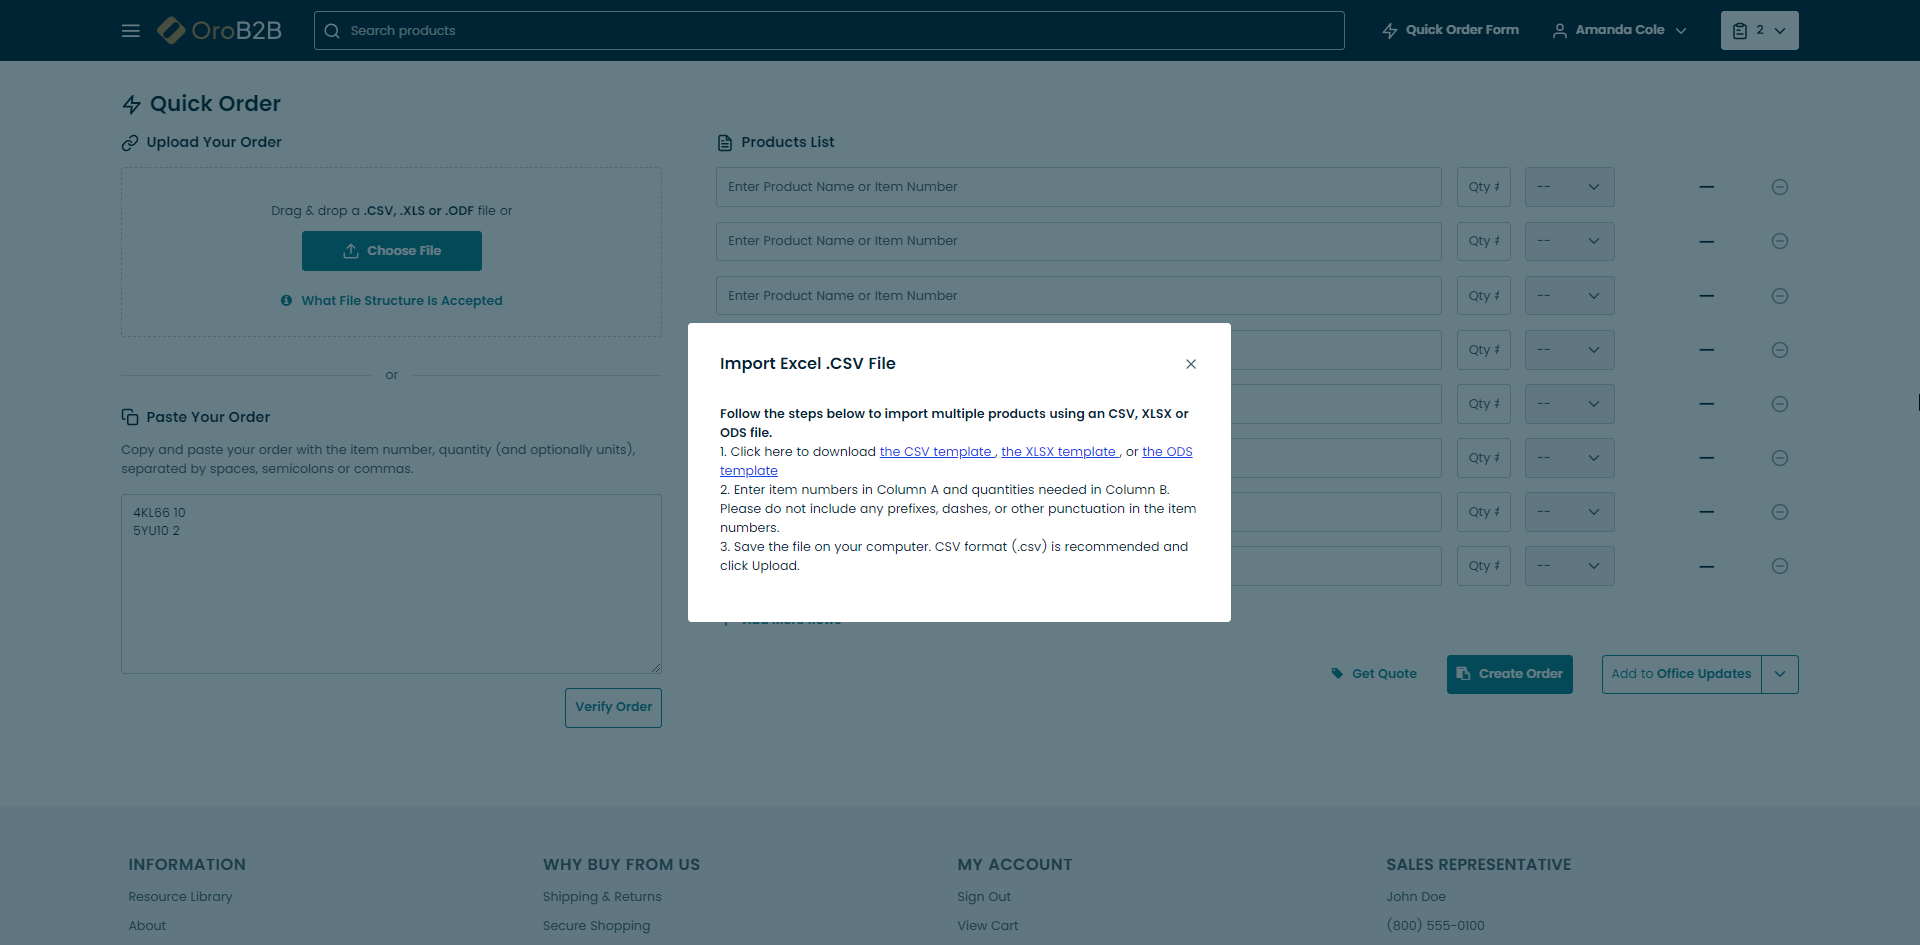 OroB2B
Search products
Quick Order Form
Amanda Cole
2
Quick Order
Upload Your Order
Drag & drop a .CSV, .XLS or .ODF file or
Choose File
What File Structure Is Accepted
or
Paste Your Order
Copy and paste your order with the item number, quantity (and optionally units),
separated by spaces, semicolons or commas.
4KL66 10
5YU10 2
Verify Order
Products List
Enter Product Name or Item Number Qty # --
Enter Product Name or Item Number Qty # --
Enter Product Name or Item Number Qty # --
Qty # --
Qty # --
Qty # --
Qty # --
Qty # --
Import Excel .CSV File
Follow the steps below to import multiple products using an CSV, XLSX or
ODS file.
1. Click here to download the CSV template , the XLSX template , or the ODS
template
2. Enter item numbers in Column A and quantities needed in Column B.
Please do not include any prefixes, dashes, or other punctuation in the item
numbers.
3. Save the file on your computer. CSV format (.csv) is recommended and
click Upload.
Get Quote
Create Order
Add to Office Updates
INFORMATION
Resource Library
About
WHY BUY FROM US
Shipping & Returns
Secure Shopping
MY ACCOUNT
Sign Out
View Cart
SALES REPRESENTATIVE
John Doe
(800) 555-0100